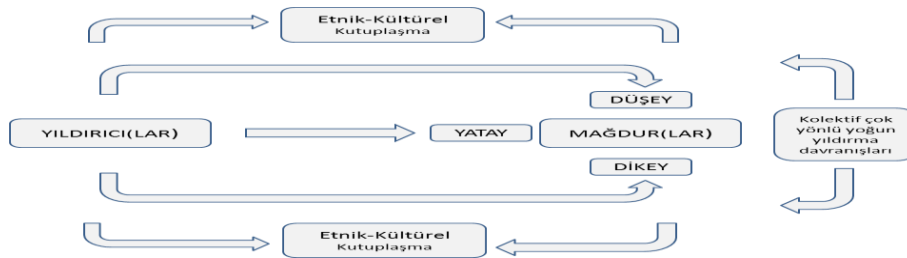 Etnik-Kültürel
Kutuplaşma
DÜŞEY
YILDIRICI(LAR)
YATAY
MAĞDUR(LAR)
Kolektif çok
yönlü yoğun
yıldırma
davranışları
DİKEY
Etnik-Kültürel
Kutuplaşma